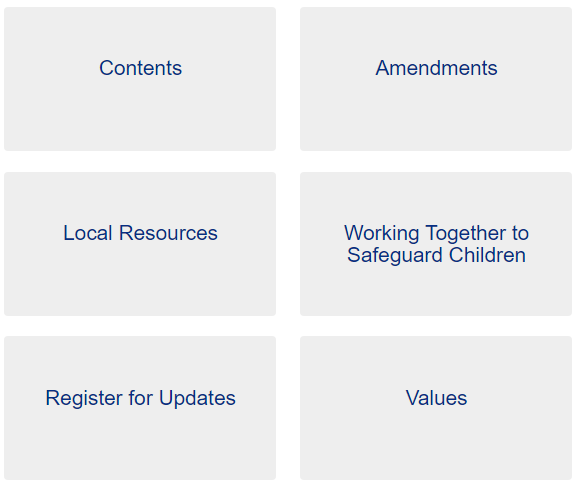 Contents
Amendments
Local Resources
Working Together to
Safeguard Children
Register for Updates
Values